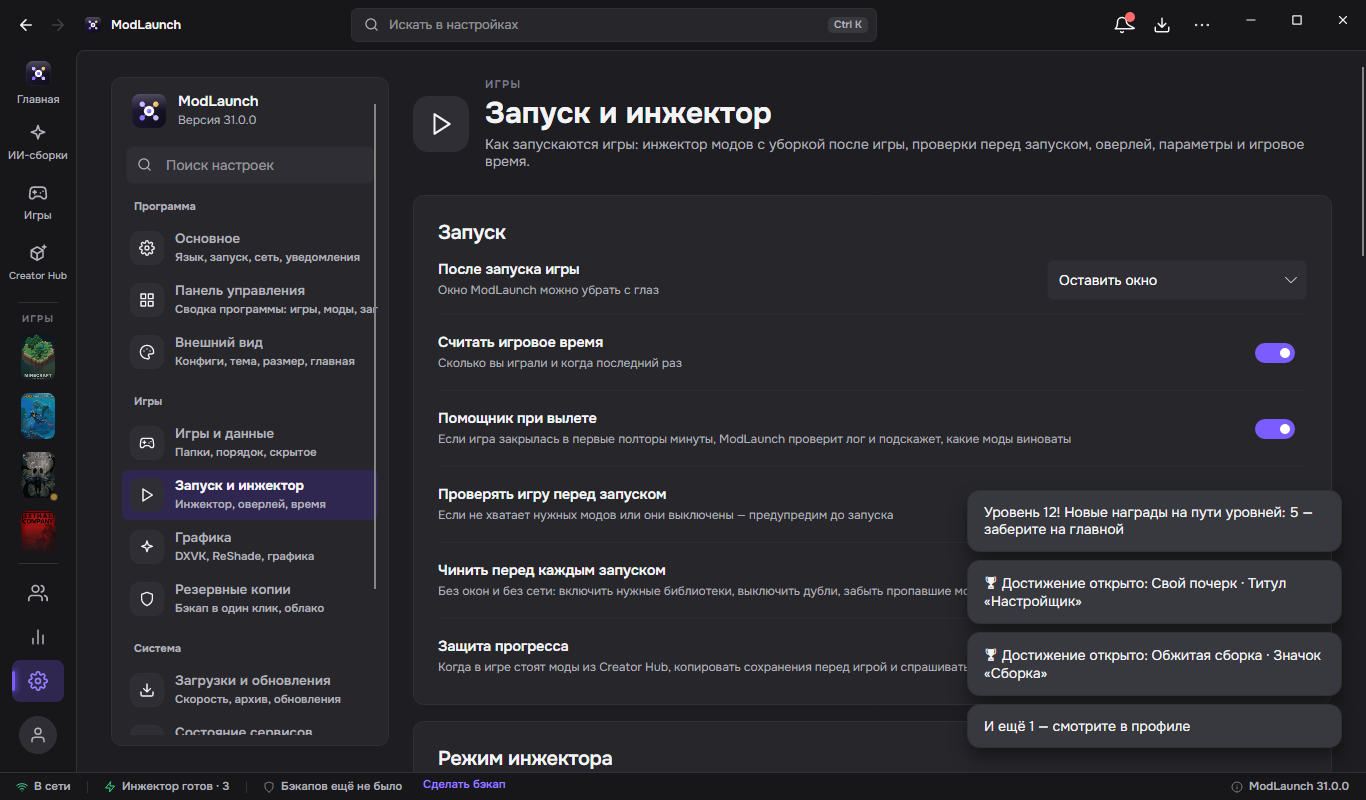 ModLaunch
Искать в настройках
Ctrl K
Главная
ИИ-сборки
Игры
Creator Hub
ИГРЫ
MINECRAFT
LETHAL
COMPANY
ModLaunch
Версия 31.0.0
Поиск настроек
Программа
Основное
Язык, запуск, сеть, уведомления
Панель управления
Сводка программы: игры, моды, заг
Внешний вид
Конфиги, тема, размер, главная
Игры
Игры и данные
Папки, порядок, скрытое
Запуск и инжектор
Инжектор, оверлей, время
Графика
DXVK, ReShade, графика
Резервные копии
Бэкап в один клик, облако
Система
Загрузки и обновления
Скорость, архив, обновления
Состояние сервисов
ИГРЫ
Запуск и инжектор
Как запускаются игры: инжектор модов с уборкой после игры, проверки перед запуском, оверлей, параметры и игровое
время.
Запуск
После запуска игры
Окно ModLaunch можно убрать с глаз
Оставить окно
Считать игровое время
Сколько вы играли и когда последний раз
Помощник при вылете
Если игра закрылась в первые полторы минуты, ModLaunch проверит лог и подскажет, какие моды виноваты
Проверять игру перед запуском
Если не хватает нужных модов или они выключены — предупредим до запуска
Чинить перед каждым запуском
Без окон и без сети: включить нужные библиотеки, выключить дубли, забыть пропавшие мо
Защита прогресса
Когда в игре стоят моды из Creator Hub, копировать сохранения перед игрой и спрашивать
Режим инжектора
Уровень 12! Новые награды на пути уровней: 5 —
заберите на главной
🏆 Достижение открыто: Свой почерк · Титул
«Настройщик»
🏆 Достижение открыто: Обжитая сборка · Значок
«Сборка»
И ещё 1 — смотрите в профиле
В сети
Инжектор готов · 3
Бэкапов ещё не было
Сделать бэкап
ModLaunch 31.0.0